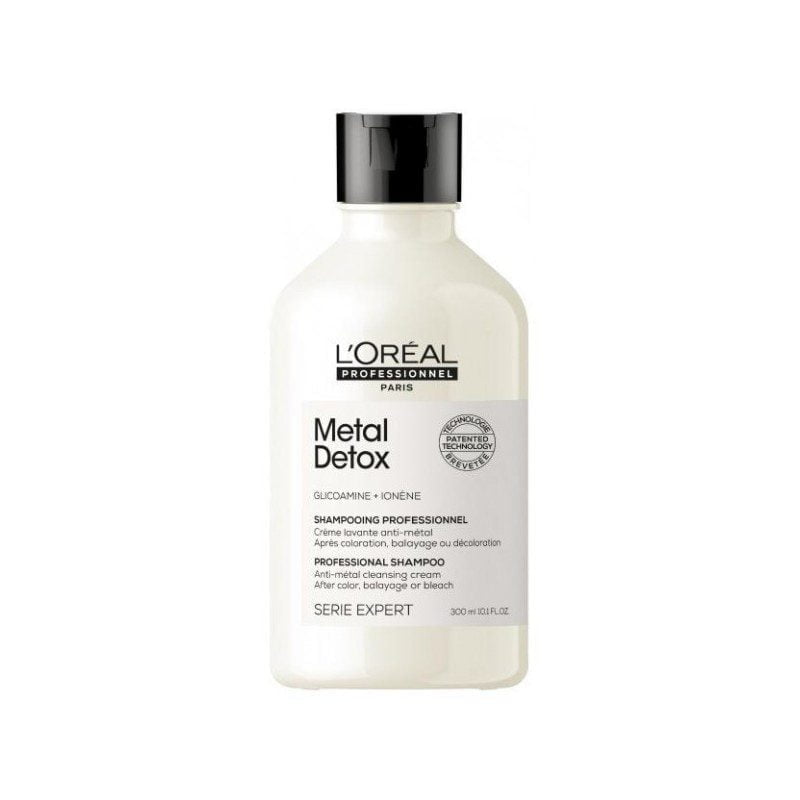 L'ORÉAL
PROFESSIONNEL
PARIS
Metal
Detox
TECHNOLOGIE
PATENTED
TECHNOLOGY
BREVETÉE
GLICOAMINE + IONÈNE
SHAMPOOING PROFESSIONNEL
Crème lavante anti-métal
Après coloration, balayage ou décoloration
PROFESSIONAL SHAMPOO
Anti-metal cleansing cream
After color, balayage or bleach
SERIE EXPERT
300 ml 10.1 FL.OZ.